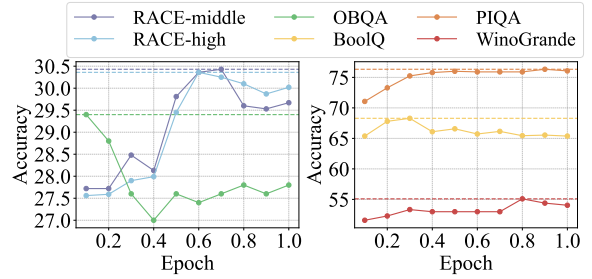 RACE-middle OBQA PIQA
RACE-high BoolQ WinoGrande
30.5
30.0
29.5
29.0
28.5
28.0
27.5
27.0
Accuracy
0.2 0.4 0.6 0.8 1.0
Epoch
75
70
65
60
55
Accuracy
0.2 0.4 0.6 0.8 1.0
Epoch